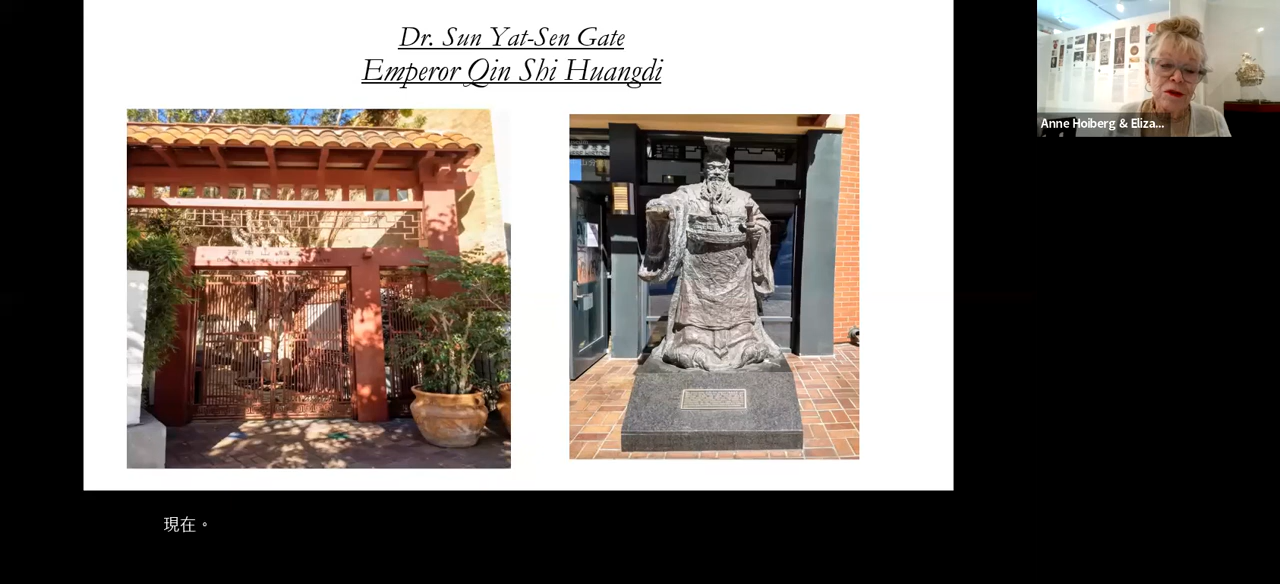 Dr. Sun Yat-Sen Gate
Emperor Qin Shi Huangdi
Anne Hoiberg & Eliza...
現在。